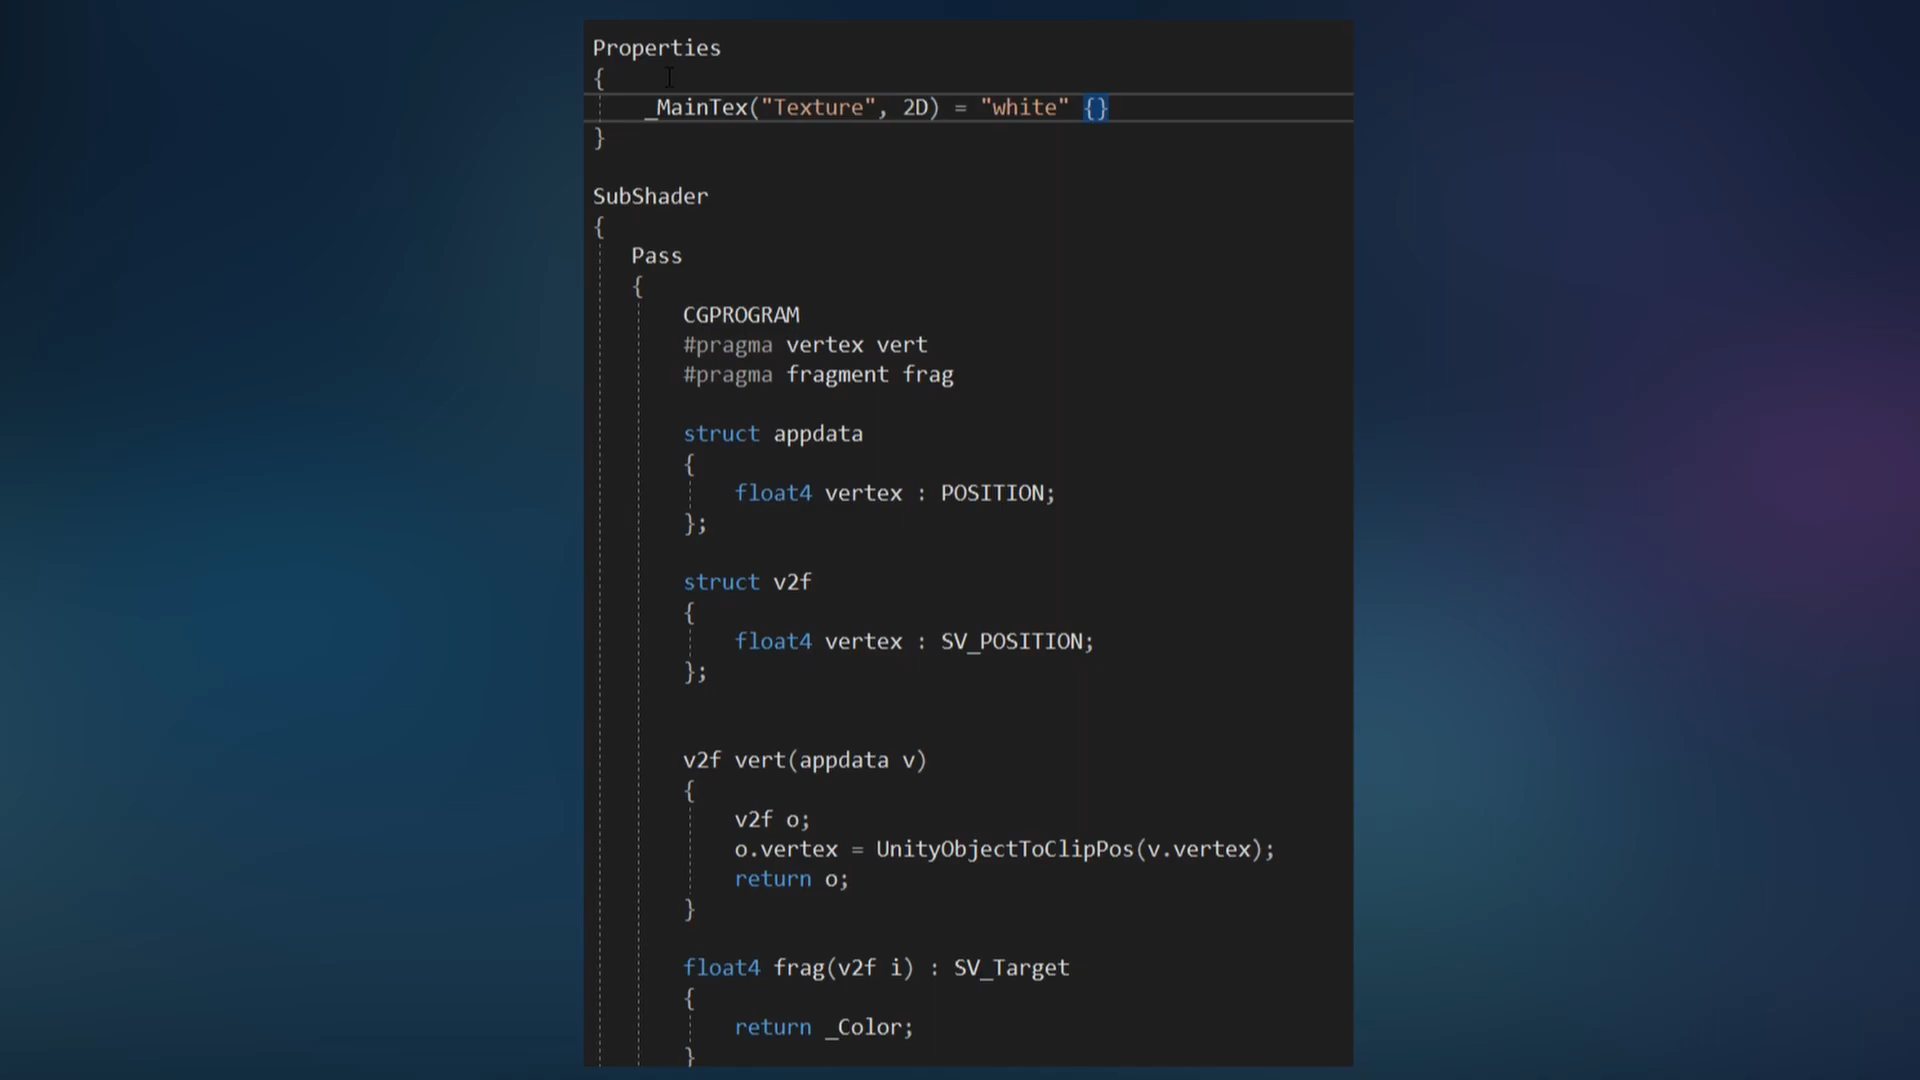 Properties
{
_MainTex("Texture", 2D) = "white" {}
}
SubShader
{
Pass
{
CGPROGRAM
#pragma vertex vert
#pragma fragment frag
struct appdata
{
float4 vertex : POSITION;
};
struct v2f
{
float4 vertex : SV_POSITION;
};
v2f vert(appdata v)
{
v2f o;
o.vertex = UnityObjectToClipPos(v.vertex);
return o;
}
float4 frag(v2f i) : SV_Target
{
return _Color;
}